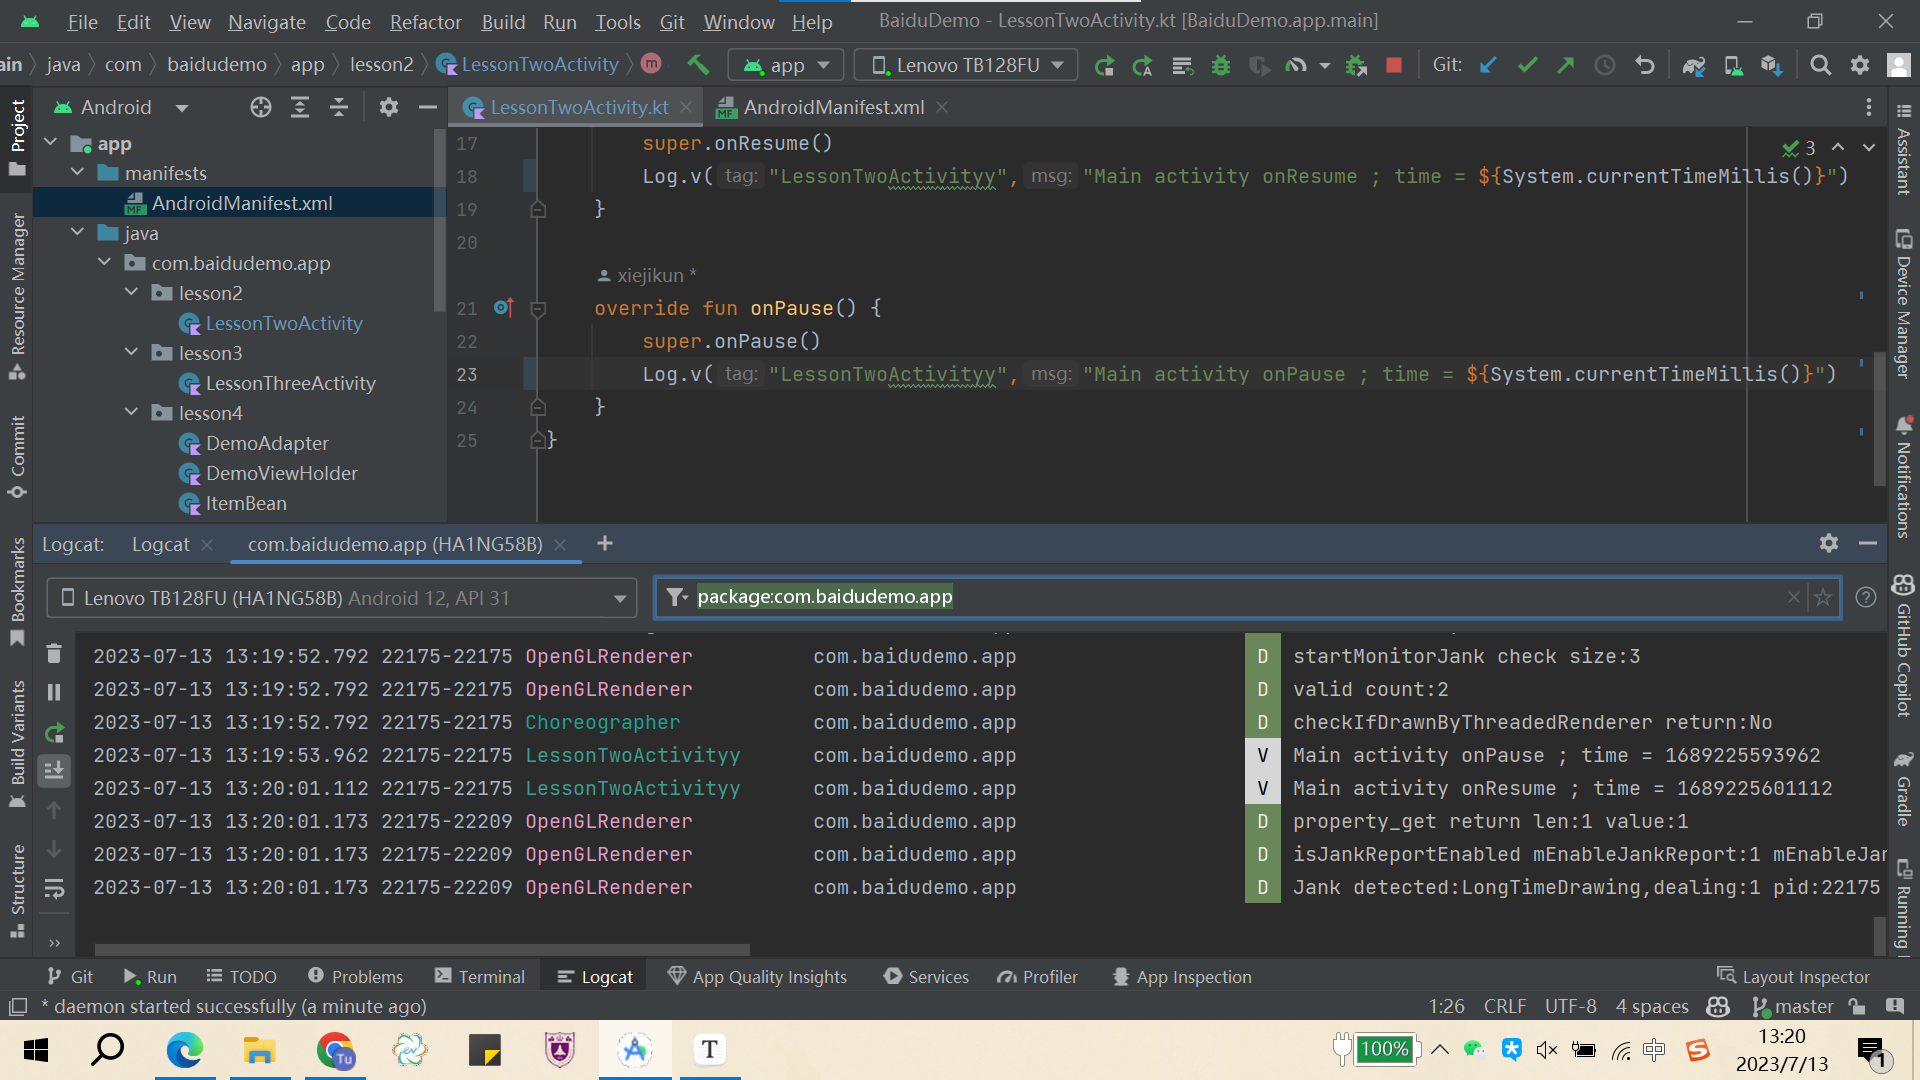 File Edit View Navigate Code Refactor Build Run Tools Git Window Help BaiduDemo - LessonTwoActivity.kt [BaiduDemo.app.main]
ain java com baidudemo app lesson2 LessonTwoActivity m app Lenovo TB128FU Git:
Project
Resource Manager
Commit
Bookmarks
Build Variants
Structure
Android
app
manifests
AndroidManifest.xml
java
com.baidudemo.app
lesson2
LessonTwoActivity
lesson3
LessonThreeActivity
lesson4
DemoAdapter
DemoViewHolder
ItemBean
LessonTwoActivity.kt AndroidManifest.xml
3
17 super.onResume()
18 Log.v( tag: "LessonTwoActivityy", msg: "Main activity onResume ; time = ${System.currentTimeMillis()}")
19 }
20
xiejikun *
21 override fun onPause() {
22 super.onPause()
23 Log.v( tag: "LessonTwoActivityy", msg: "Main activity onPause ; time = ${System.currentTimeMillis()}")
24 }
25 }
Assistant
Device Manager
Notifications
GitHub Copilot
Gradle
Running
Logcat: Logcat com.baidudemo.app (HA1NG58B)
Lenovo TB128FU (HA1NG58B) Android 12, API 31 package:com.baidudemo.app
2023-07-13 13:19:52.792 22175-22175 OpenGLRenderer com.baidudemo.app D startMonitorJank check size:3
2023-07-13 13:19:52.792 22175-22175 OpenGLRenderer com.baidudemo.app D valid count:2
2023-07-13 13:19:52.792 22175-22175 Choreographer com.baidudemo.app D checkIfDrawnByThreadedRenderer return:No
2023-07-13 13:19:53.962 22175-22175 LessonTwoActivityy com.baidudemo.app V Main activity onPause ; time = 1689225593962
2023-07-13 13:20:01.112 22175-22175 LessonTwoActivityy com.baidudemo.app V Main activity onResume ; time = 1689225601112
2023-07-13 13:20:01.173 22175-22209 OpenGLRenderer com.baidudemo.app D property_get return len:1 value:1
2023-07-13 13:20:01.173 22175-22209 OpenGLRenderer com.baidudemo.app D isJankReportEnabled mEnableJankReport:1 mEnableJar
2023-07-13 13:20:01.173 22175-22209 OpenGLRenderer com.baidudemo.app D Jank detected:LongTimeDrawing,dealing:1 pid:22175
Git Run TODO Problems Terminal Logcat App Quality Insights Services Profiler App Inspection Layout Inspector
* daemon started successfully (a minute ago) 1:26 CRLF UTF-8 4 spaces master
Tu T 100% 中 S 13:20
2023/7/13 1